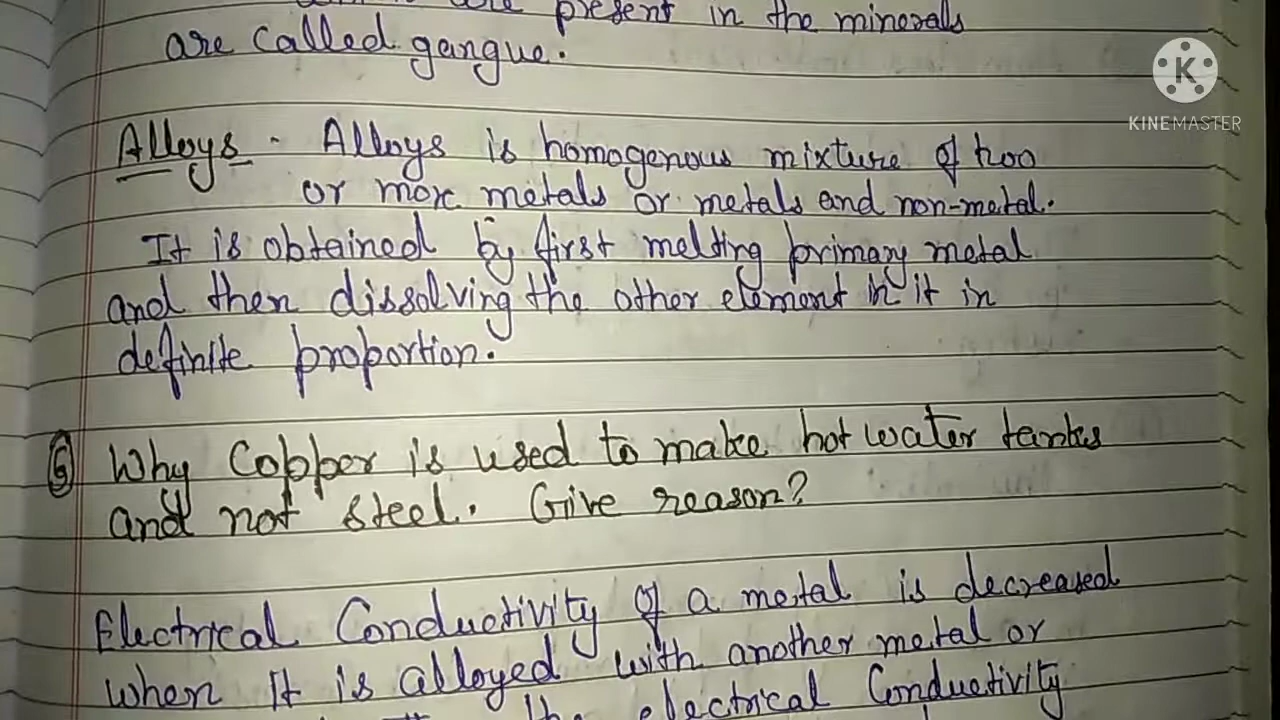 are present in the minerals
are called gangue.
K
KINEMASTER
Alloys - Alloys is homogenous mixture of two
or more metals or metals and non-metal.
It is obtained by first melting primary metal
and then dissolving the other element in it in
definite proportion.
6 Why Copper is used to make hot water tanks
and not steel. Give reason?
Electrical Conductivity of a metal is decreased
when it is alloyed with another metal or
the electrical Conductivity